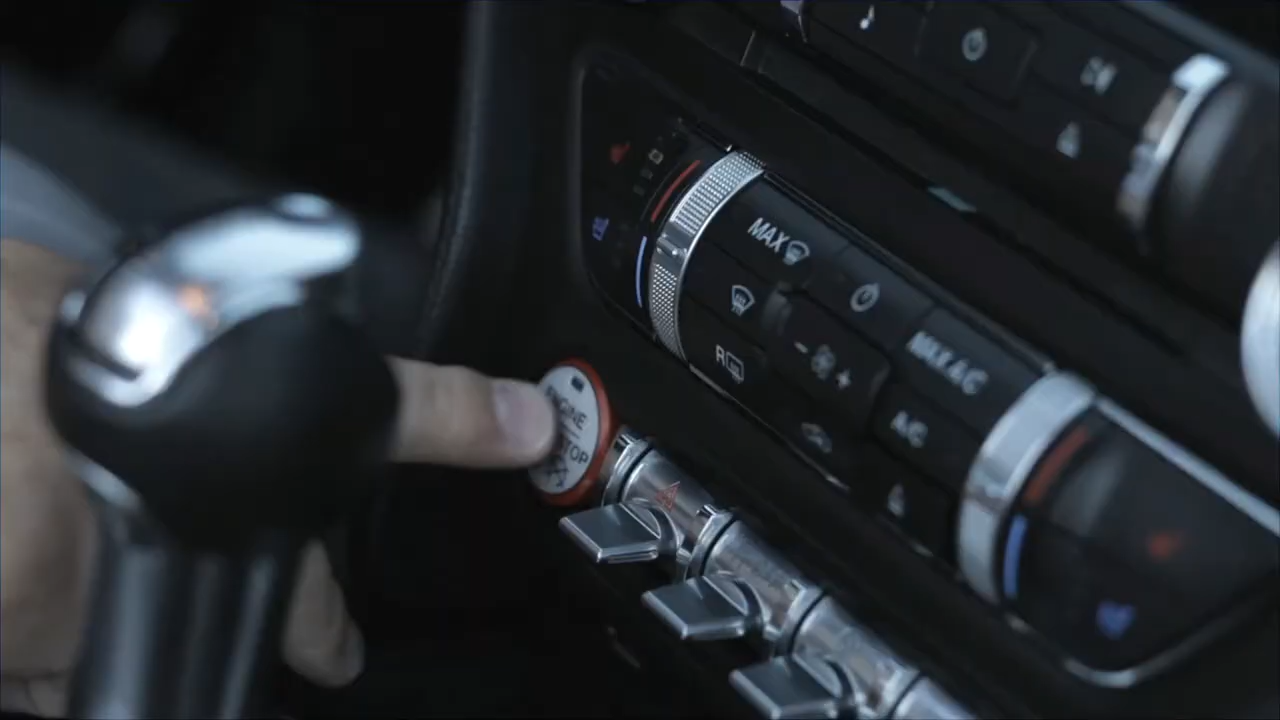 MAX
R
- +
MAX A/C
A/C
ENGINE
STOP